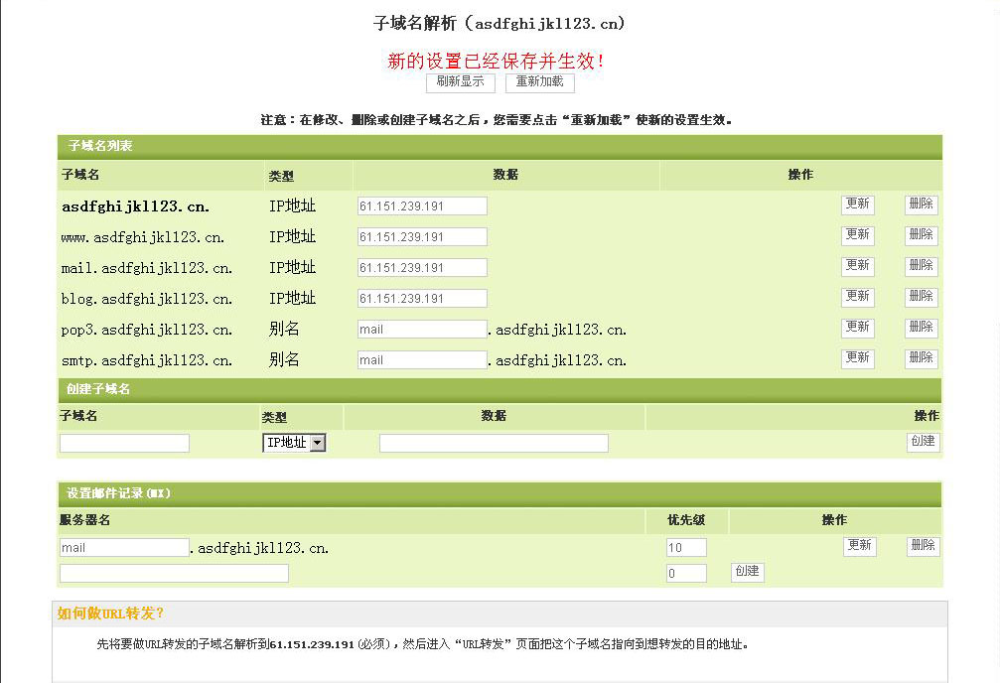 子域名解析（asdfghijkl123.cn）
新的设置已经保存并生效！
刷新显示 重新加载
注意：在修改、删除或创建子域名之后，您需要点击“重新加载”使新的设置生效。
子域名列表
子域名 类型 数据 操作
asdfghijkl123.cn. IP地址 61.151.239.191 更新 删除
www.asdfghijkl123.cn. IP地址 61.151.239.191 更新 删除
mail.asdfghijkl123.cn. IP地址 61.151.239.191 更新 删除
blog.asdfghijkl123.cn. IP地址 61.151.239.191 更新 删除
pop3.asdfghijkl123.cn. 别名 mail .asdfghijkl123.cn. 更新 删除
smtp.asdfghijkl123.cn. 别名 mail .asdfghijkl123.cn. 更新 删除
创建子域名
子域名 类型 数据 操作
IP地址 创建
设置邮件记录(MX)
服务器名 优先级 操作
mail .asdfghijkl123.cn. 10 更新 删除
0 创建
如何做URL转发？
先将要做URL转发的子域名解析到61.151.239.191(必须)，然后进入“URL转发”页面把这个子域名指向到想转发的目的地址。